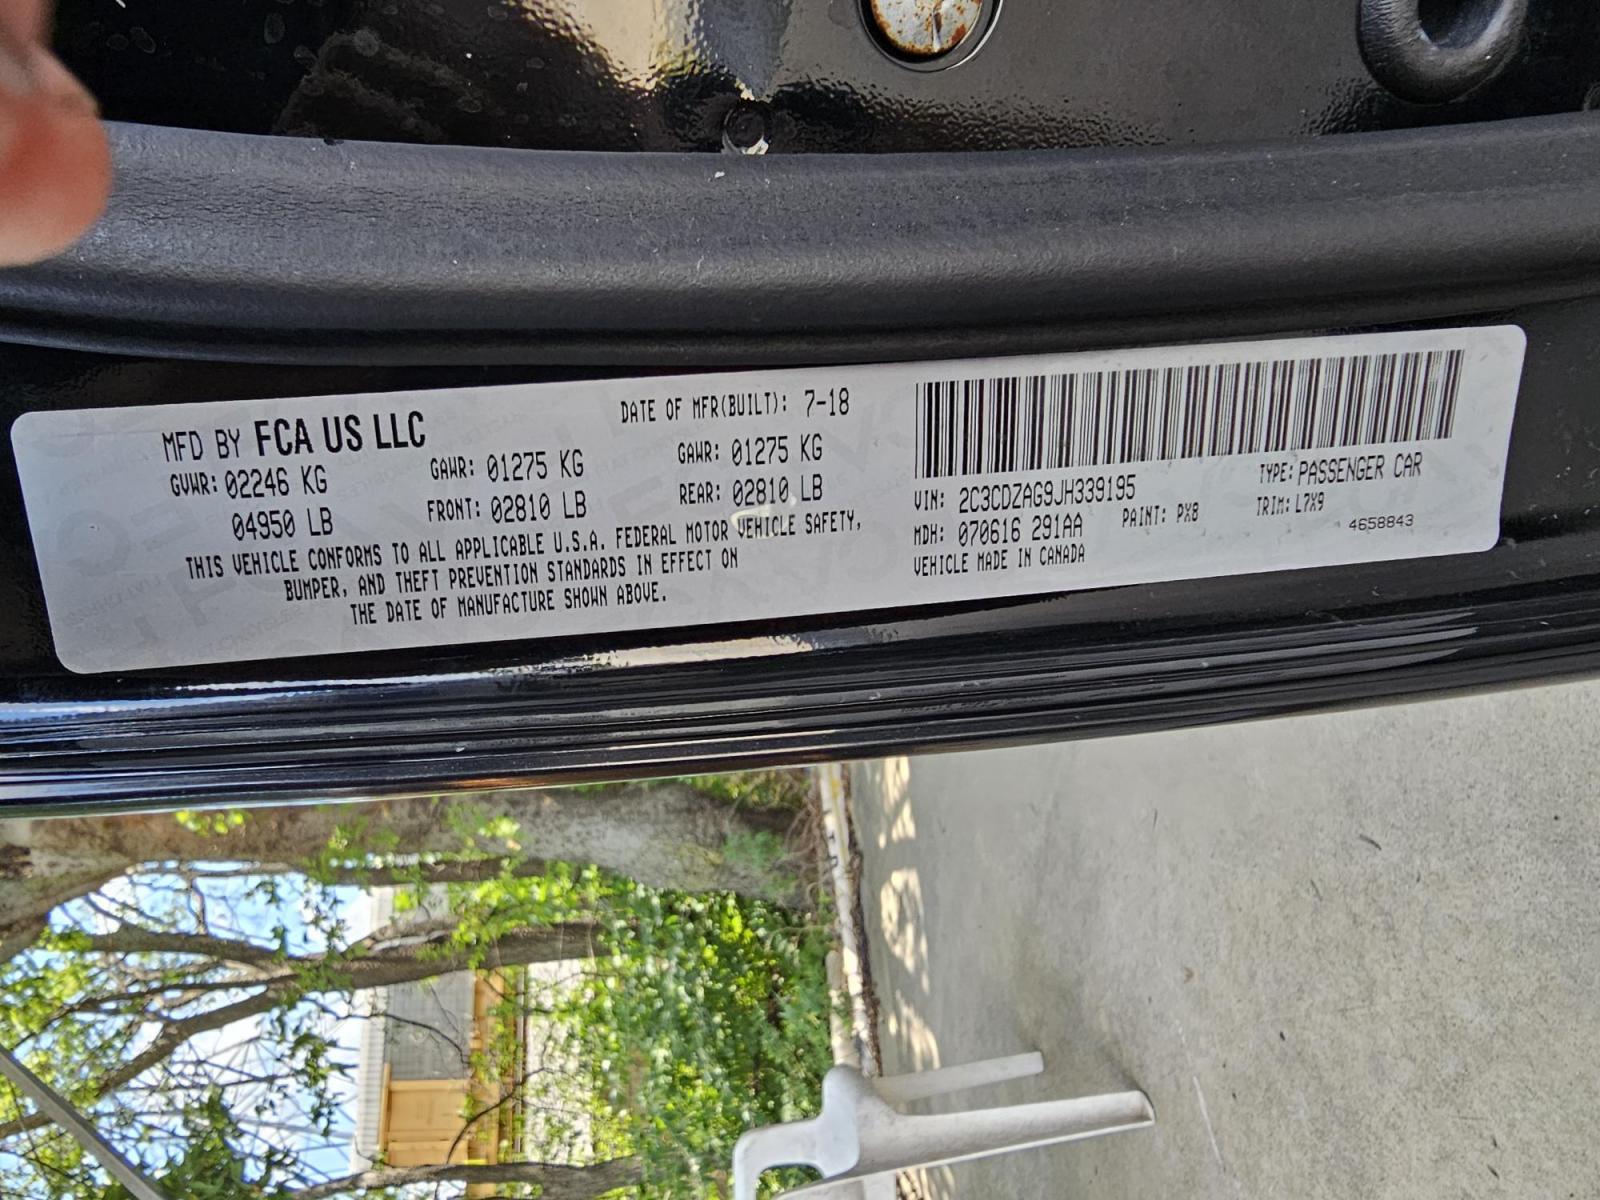 MFD BY FCA US LLC
DATE OF MFR(BUILT): 7-18
GVWR: 02246 KG
04950 LB
GAWR: 01275 KG
FRONT: 02810 LB
GAWR: 01275 KG
REAR: 02810 LB
THIS VEHICLE CONFORMS TO ALL APPLICABLE U.S.A. FEDERAL MOTOR VEHICLE SAFETY,
BUMPER, AND THEFT PREVENTION STANDARDS IN EFFECT ON
THE DATE OF MANUFACTURE SHOWN ABOVE.
VIN: 2C3CDZAG9JH339195
TYPE: PASSENGER CAR
MDH: 070616 291AA
PAINT: PX8
TRIM: L7X9
VEHICLE MADE IN CANADA
4658843